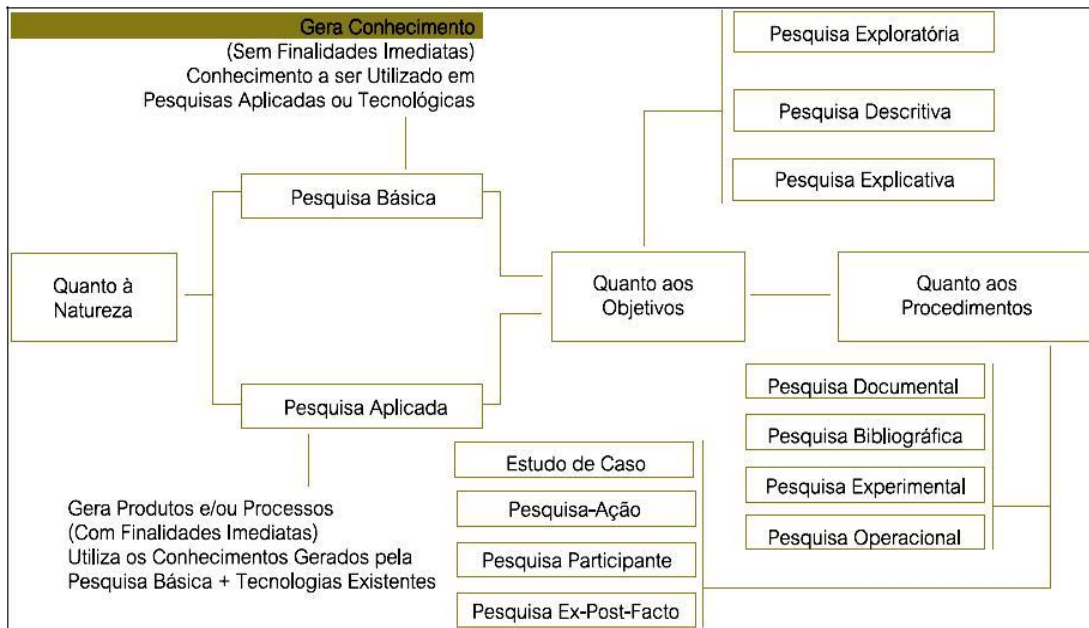 Gera Conhecimento
(Sem Finalidades Imediatas)
Conhecimento a ser Utilizado em
Pesquisas Aplicadas ou Tecnológicas
Pesquisa Exploratória
Pesquisa Descritiva
Pesquisa Explicativa
Pesquisa Básica
Quanto à
Natureza
Quanto aos
Objetivos
Quanto aos
Procedimentos
Pesquisa Aplicada
Pesquisa Documental
Pesquisa Bibliográfica
Pesquisa Experimental
Pesquisa Operacional
Estudo de Caso
Pesquisa-Ação
Pesquisa Participante
Pesquisa Ex-Post-Facto
Gera Produtos e/ou Processos
(Com Finalidades Imediatas)
Utiliza os Conhecimentos Gerados pela
Pesquisa Básica + Tecnologias Existentes